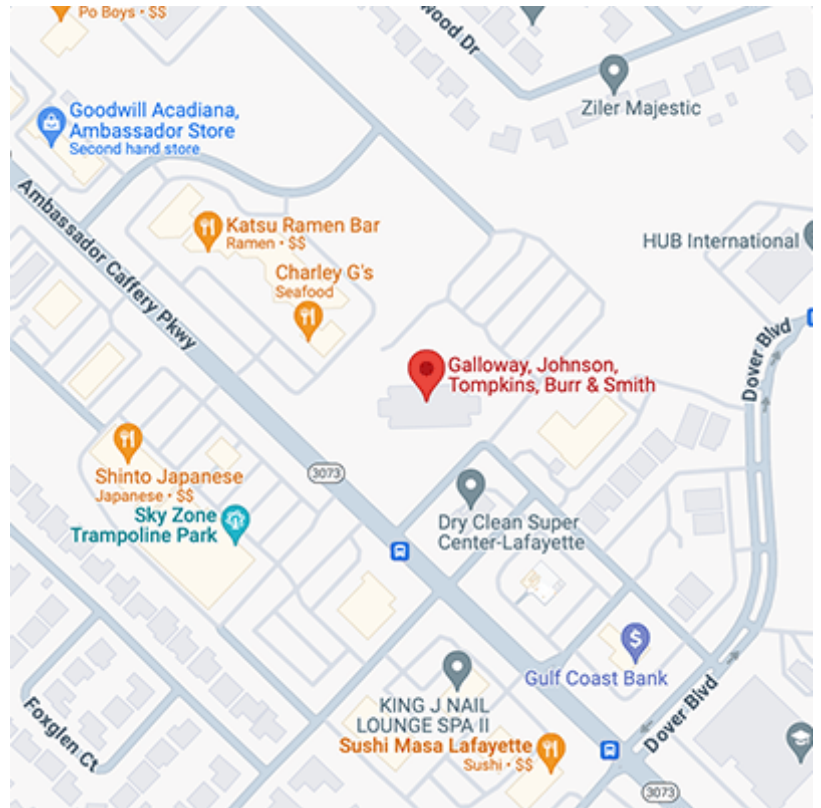 Po Boys • $$
wood Dr
Ziler Majestic
Goodwill Acadiana,
Ambassador Store
Second hand store
Ambassador Caffery Pkwy
Katsu Ramen Bar
Ramen • $$
HUB International
Charley G's
Seafood
Dover Blvd
Galloway, Johnson,
Tompkins, Burr & Smith
Shinto Japanese
Japanese • $$
3073
Sky Zone
Trampoline Park
Dry Clean Super
Center-Lafayette
Gulf Coast Bank
KING J NAIL
LOUNGE SPA II
Foxglen Ct
Sushi Masa Lafayette
Sushi • $$
Dover Blvd
3073